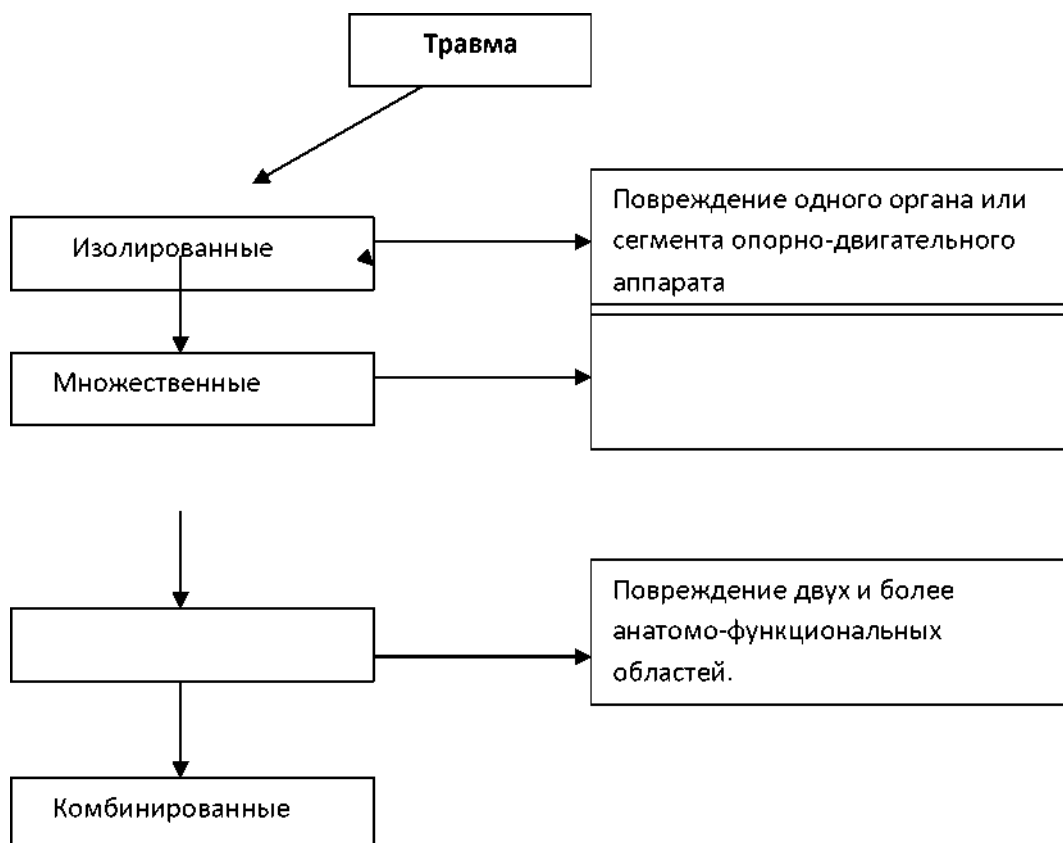 Травма
Изолированные
Повреждение одного органа или
сегмента опорно-двигательного
аппарата
Множественные
Повреждение двух и более
анатомо-функциональных
областей.
Комбинированные